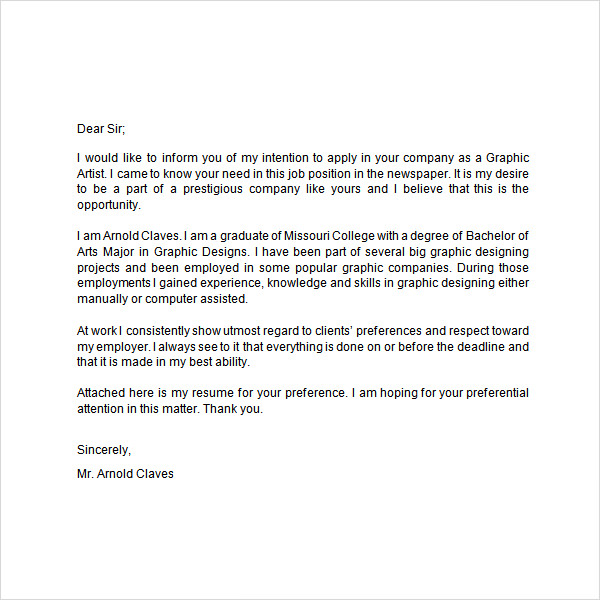 Dear Sir;
I would like to inform you of my intention to apply in your company as a Graphic
Artist. I came to know your need in this job position in the newspaper. It is my desire
to be a part of a prestigious company like yours and I believe that this is the
opportunity.
I am Arnold Claves. I am a graduate of Missouri College with a degree of Bachelor of
Arts Major in Graphic Designs. I have been part of several big graphic designing
projects and been employed in some popular graphic companies. During those
employments I gained experience, knowledge and skills in graphic designing either
manually or computer assisted.
At work I consistently show utmost regard to clients' preferences and respect toward
my employer. I always see to it that everything is done on or before the deadline and
that it is made in my best ability.
Attached here is my resume for your preference. I am hoping for your preferential
attention in this matter. Thank you.
Sincerely,
Mr. Arnold Claves